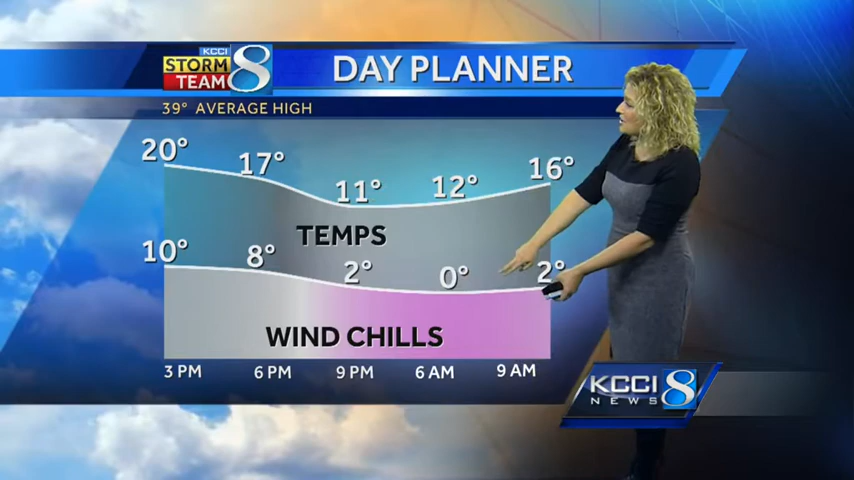 KCCI
STORM
TEAM 8
DAY PLANNER
39° AVERAGE HIGH
20° 17° 11° 12° 16°
TEMPS
10° 8° 2° 0° 2°
WIND CHILLS
3 PM 6 PM 9 PM 6 AM 9 AM
KCCI 8
NEWS